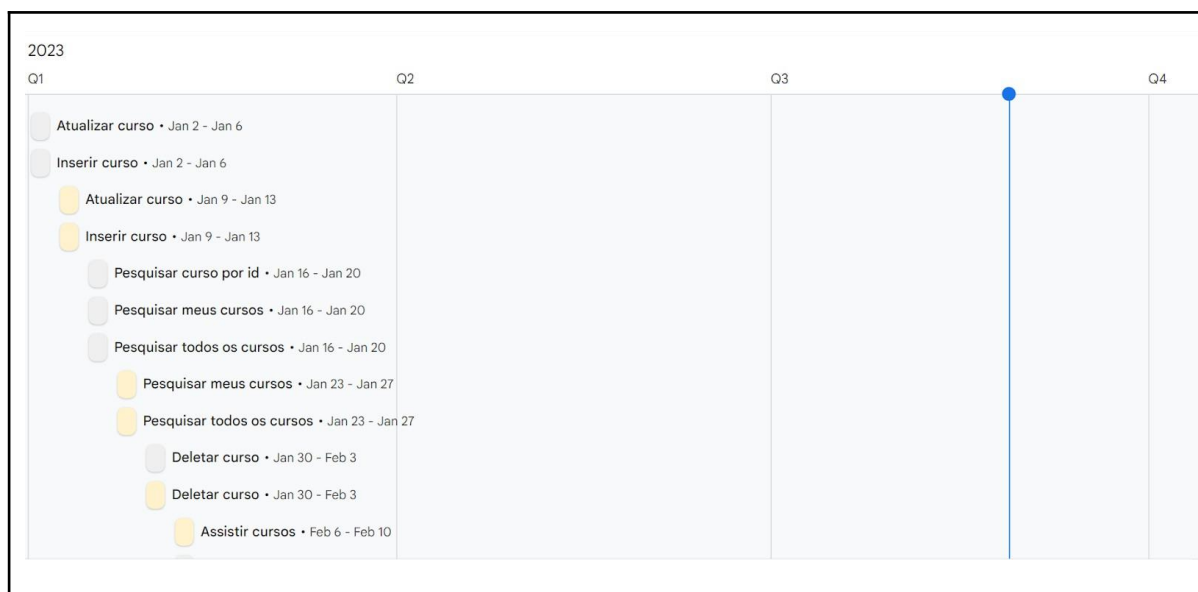 2023
Q1 Q2 Q3 Q4
Atualizar curso • Jan 2 - Jan 6
Inserir curso • Jan 2 - Jan 6
Atualizar curso • Jan 9 - Jan 13
Inserir curso • Jan 9 - Jan 13
Pesquisar curso por id • Jan 16 - Jan 20
Pesquisar meus cursos • Jan 16 - Jan 20
Pesquisar todos os cursos • Jan 16 - Jan 20
Pesquisar meus cursos • Jan 23 - Jan 27
Pesquisar todos os cursos • Jan 23 - Jan 27
Deletar curso • Jan 30 - Feb 3
Deletar curso • Jan 30 - Feb 3
Assistir cursos • Feb 6 - Feb 10